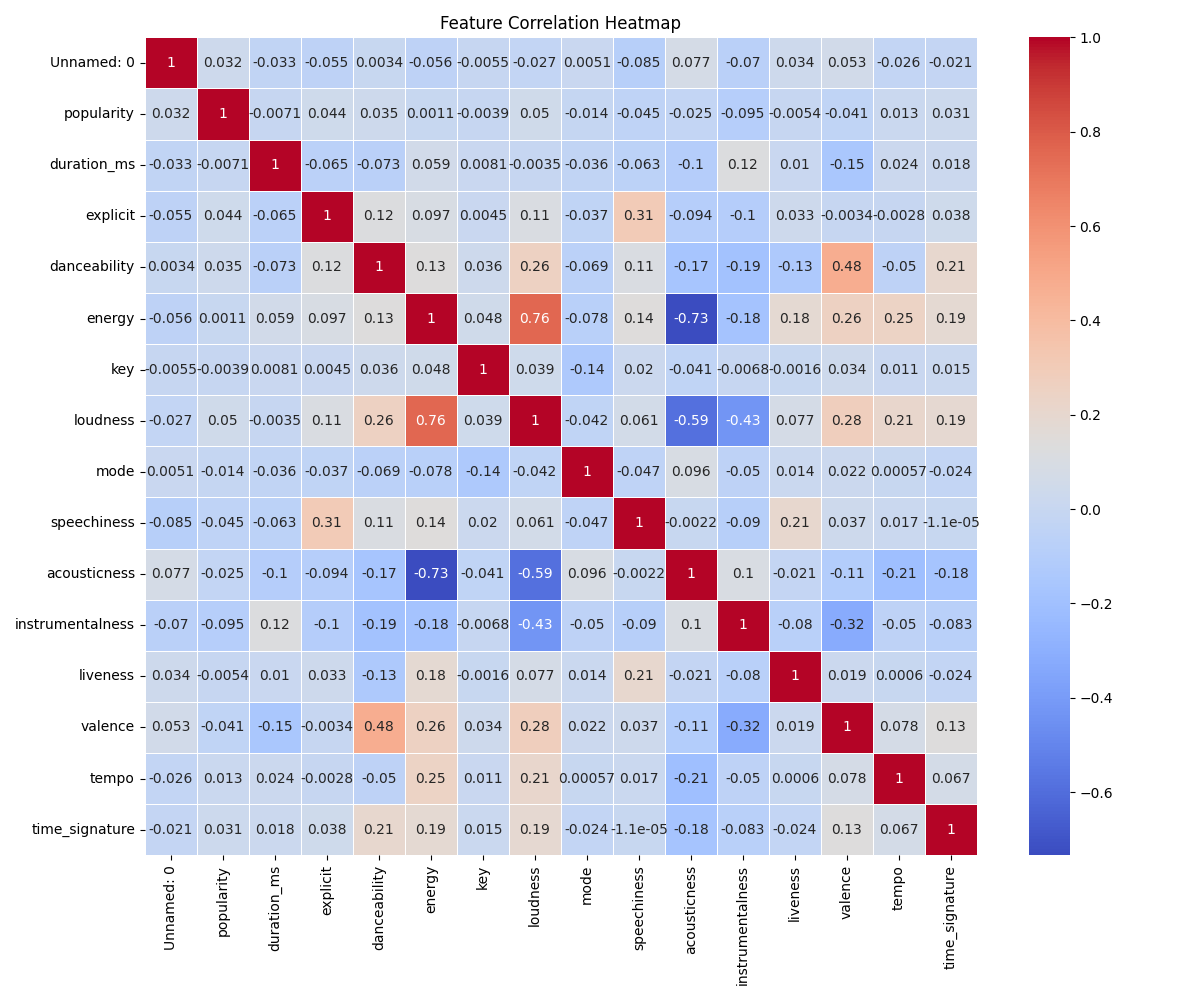 Feature Correlation Heatmap
Unnamed: 0 1 0.032 -0.033 -0.055 0.0034 -0.056 -0.0055 -0.027 0.0051 -0.085 0.077 -0.07 0.034 0.053 -0.026 -0.021
popularity 0.032 1 -0.0071 0.044 0.035 0.0011 -0.0039 0.05 -0.014 -0.045 -0.025 -0.095 -0.0054 -0.041 0.013 0.031
duration_ms -0.033 -0.0071 1 -0.065 -0.073 0.059 0.0081 -0.0035 -0.036 -0.063 -0.1 0.12 0.01 -0.15 0.024 0.018
explicit -0.055 0.044 -0.065 1 0.12 0.097 0.0045 0.11 -0.037 0.31 -0.094 -0.1 0.033 -0.0034 -0.0028 0.038
danceability 0.0034 0.035 -0.073 0.12 1 0.13 0.036 0.26 -0.069 0.11 -0.17 -0.19 -0.13 0.48 -0.05 0.21
energy -0.056 0.0011 0.059 0.097 0.13 1 0.048 0.76 -0.078 0.14 -0.73 -0.18 0.18 0.26 0.25 0.19
key -0.0055 -0.0039 0.0081 0.0045 0.036 0.048 1 0.039 -0.14 0.02 -0.041 -0.0068 -0.0016 0.034 0.011 0.015
loudness -0.027 0.05 -0.0035 0.11 0.26 0.76 0.039 1 -0.042 0.061 -0.59 -0.43 0.077 0.28 0.21 0.19
mode 0.0051 -0.014 -0.036 -0.037 -0.069 -0.078 -0.14 -0.042 1 -0.047 0.096 -0.05 0.014 0.022 0.00057 -0.024
speechiness -0.085 -0.045 -0.063 0.31 0.11 0.14 0.02 0.061 -0.047 1 -0.0022 -0.09 0.21 0.037 0.017 -1.1e-05
acousticness 0.077 -0.025 -0.1 -0.094 -0.17 -0.73 -0.041 -0.59 0.096 -0.0022 1 0.1 -0.021 -0.11 -0.21 -0.18
instrumentalness -0.07 -0.095 0.12 -0.1 -0.19 -0.18 -0.0068 -0.43 -0.05 -0.09 0.1 1 -0.08 -0.32 -0.05 -0.083
liveness 0.034 -0.0054 0.01 0.033 -0.13 0.18 -0.0016 0.077 0.014 0.21 -0.021 -0.08 1 0.019 0.0006 -0.024
valence 0.053 -0.041 -0.15 -0.0034 0.48 0.26 0.034 0.28 0.022 0.037 -0.11 -0.32 0.019 1 0.078 0.13
tempo -0.026 0.013 0.024 -0.0028 -0.05 0.25 0.011 0.21 0.00057 0.017 -0.21 -0.05 0.0006 0.078 1 0.067
time_signature -0.021 0.031 0.018 0.038 0.21 0.19 0.015 0.19 -0.024 -1.1e-05 -0.18 -0.083 -0.024 0.13 0.067 1
Unnamed: 0
popularity
duration_ms
explicit
danceability
energy
key
loudness
mode
speechiness
acousticness
instrumentalness
liveness
valence
tempo
time_signature
1.0
0.8
0.6
0.4
0.2
0.0
−0.2
−0.4
−0.6